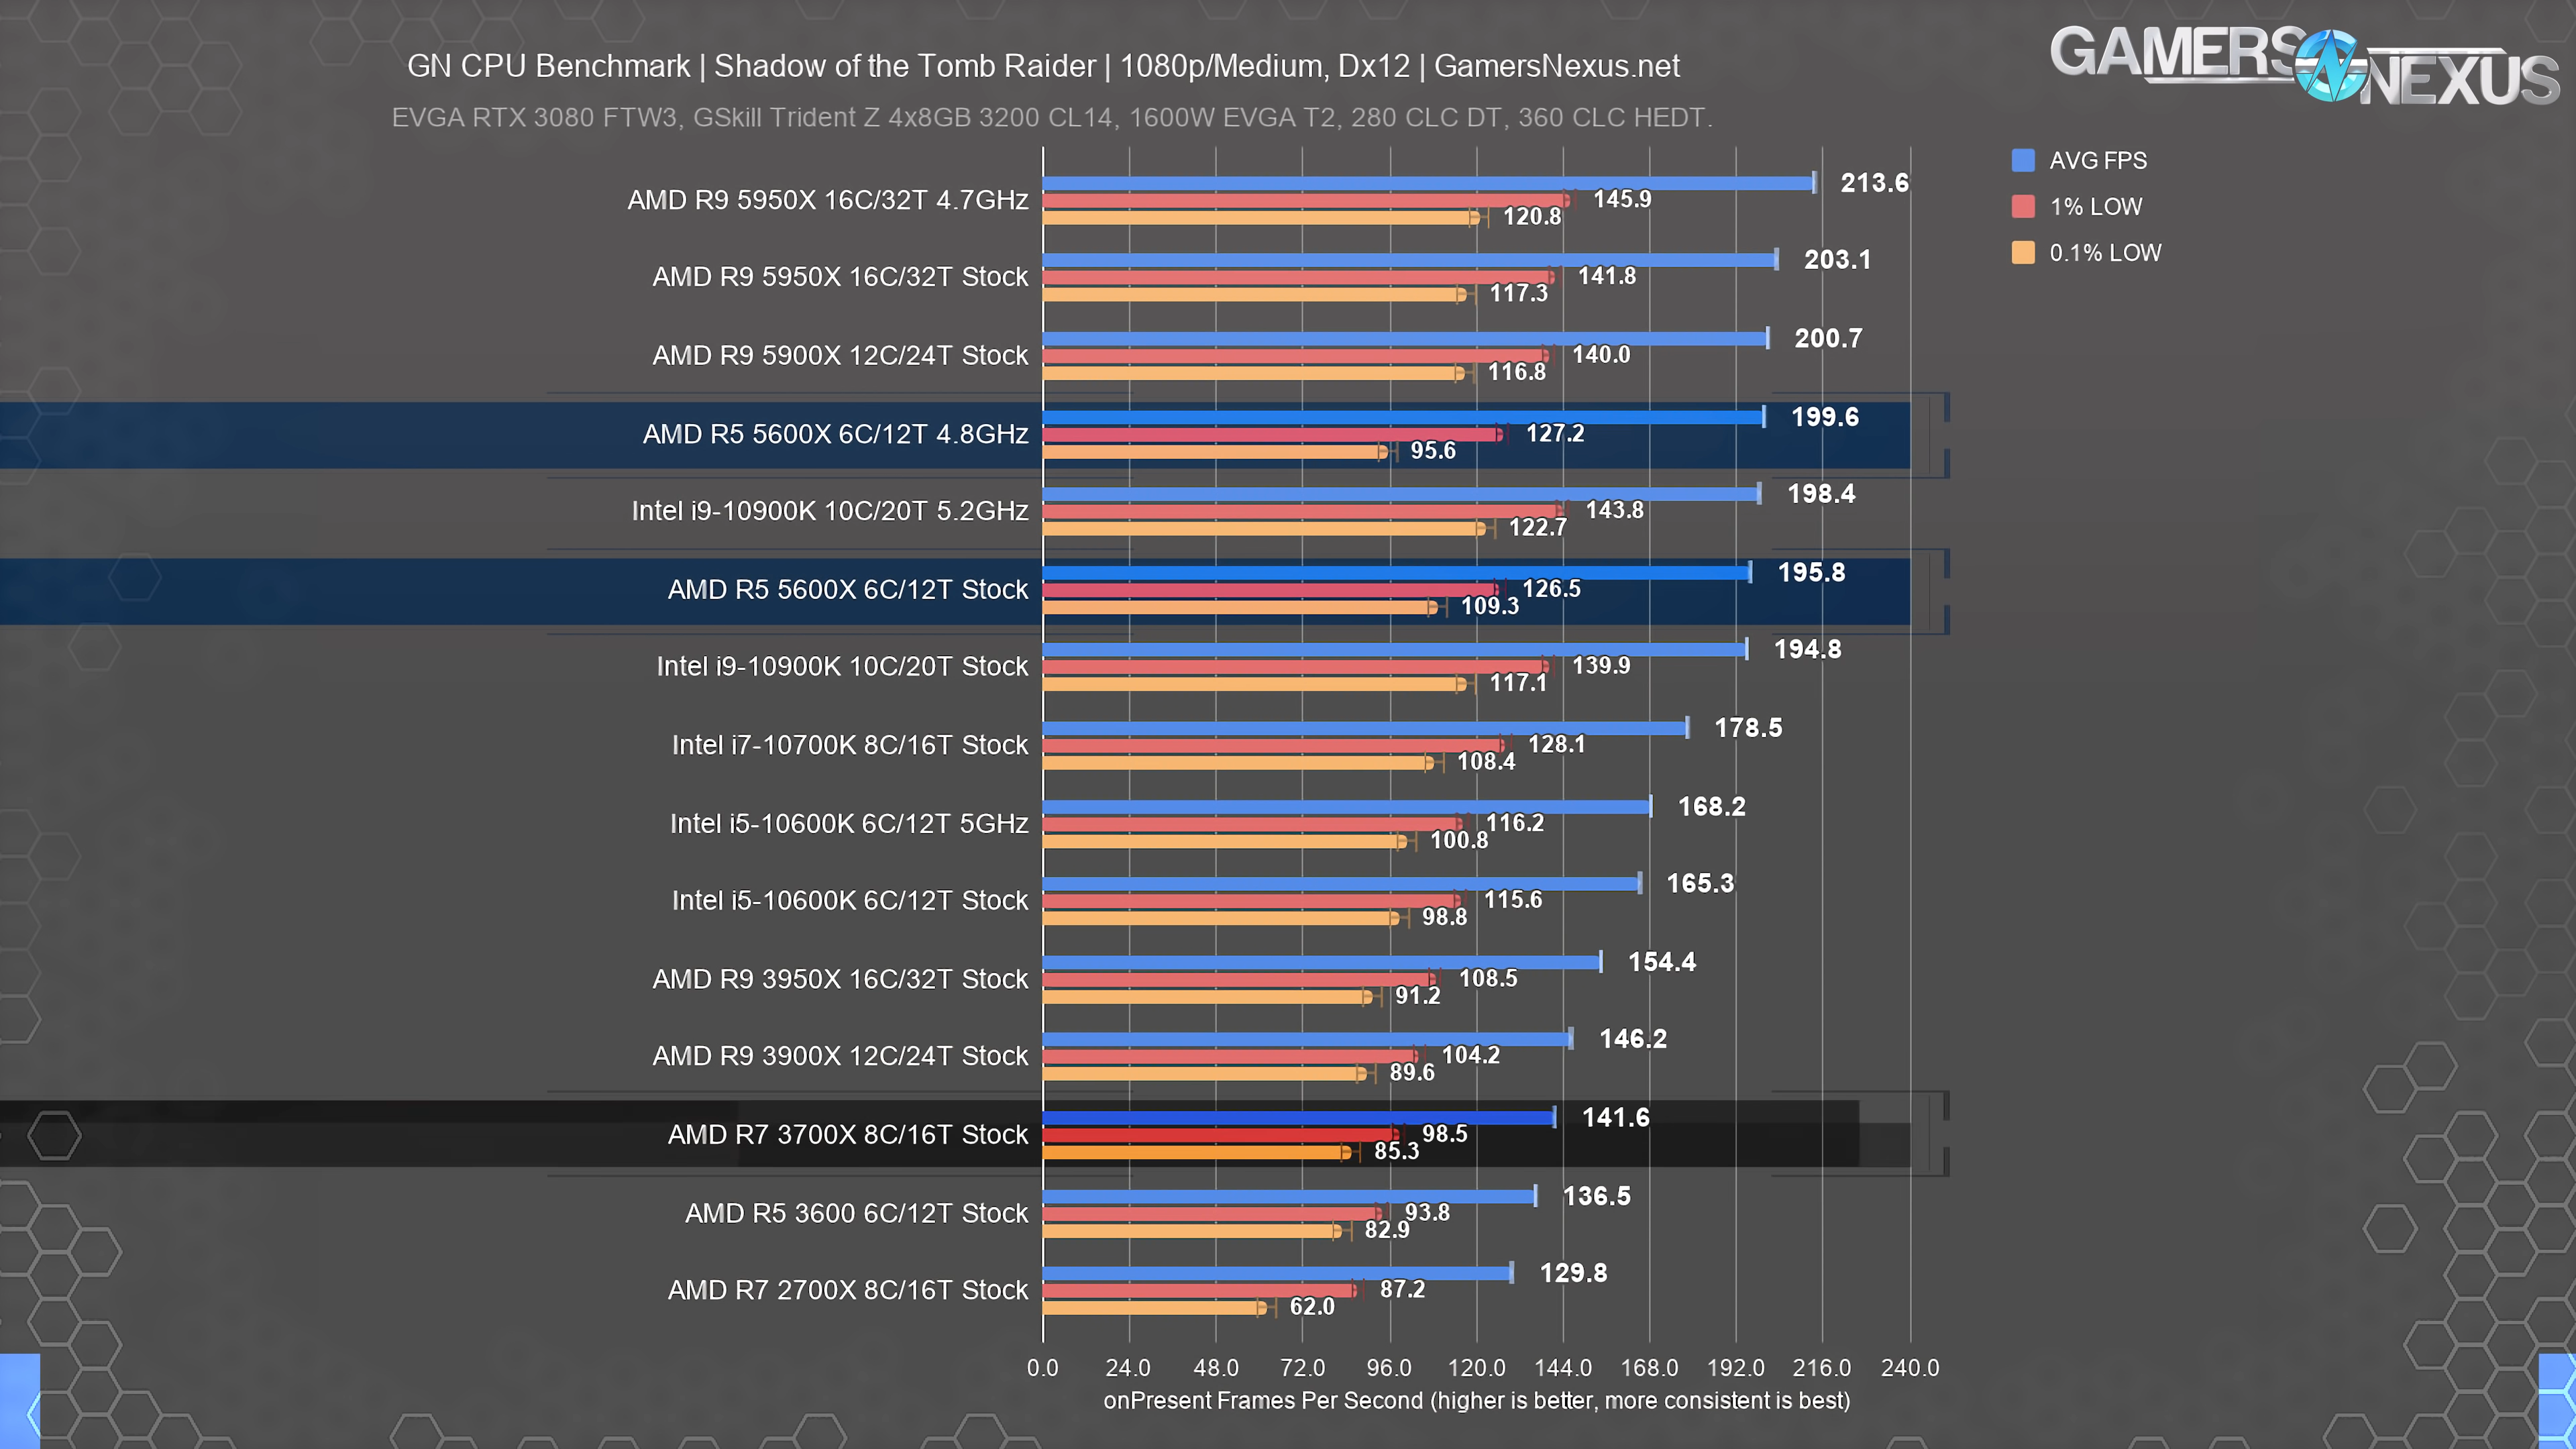 GAMERS NEXUS
GN CPU Benchmark | Shadow of the Tomb Raider | 1080p/Medium, Dx12 | GamersNexus.net
EVGA RTX 3080 FTW3, GSkill Trident Z 4x8GB 3200 CL14, 1600W EVGA T2, 280 CLC DT, 360 CLC HEDT.
AVG FPS
1% LOW
0.1% LOW
AMD R9 5950X 16C/32T 4.7GHz
213.6
145.9
120.8
AMD R9 5950X 16C/32T Stock
203.1
141.8
117.3
AMD R9 5900X 12C/24T Stock
200.7
140.0
116.8
AMD R5 5600X 6C/12T 4.8GHz
199.6
127.2
95.6
Intel i9-10900K 10C/20T 5.2GHz
198.4
143.8
122.7
AMD R5 5600X 6C/12T Stock
195.8
126.5
109.3
Intel i9-10900K 10C/20T Stock
194.8
139.9
117.1
Intel i7-10700K 8C/16T Stock
178.5
128.1
108.4
Intel i5-10600K 6C/12T 5GHz
168.2
116.2
100.8
Intel i5-10600K 6C/12T Stock
165.3
115.6
98.8
AMD R9 3950X 16C/32T Stock
154.4
108.5
91.2
AMD R9 3900X 12C/24T Stock
146.2
104.2
89.6
AMD R7 3700X 8C/16T Stock
141.6
98.5
85.3
AMD R5 3600 6C/12T Stock
136.5
93.8
82.9
AMD R7 2700X 8C/16T Stock
129.8
87.2
62.0
0.0 24.0 48.0 72.0 96.0 120.0 144.0 168.0 192.0 216.0 240.0
onPresent Frames Per Second (higher is better, more consistent is best)